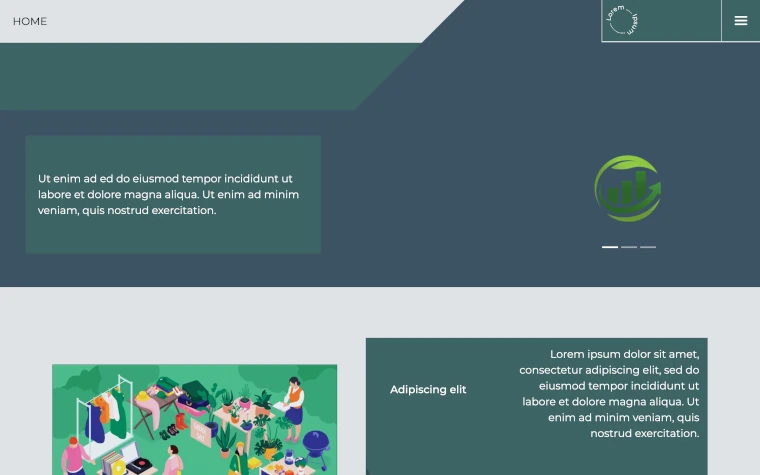 HOME
Lorem
ipsum
Ut enim ad ed do eiusmod tempor incididunt ut
labore et dolore magna aliqua. Ut enim ad minim
veniam, quis nostrud exercitation.
Adipiscing elit
Lorem ipsum dolor sit amet,
consectetur adipiscing elit, sed do
eiusmod tempor incididunt ut
labore et dolore magna aliqua. Ut
enim ad minim veniam, quis
nostrud exercitation.